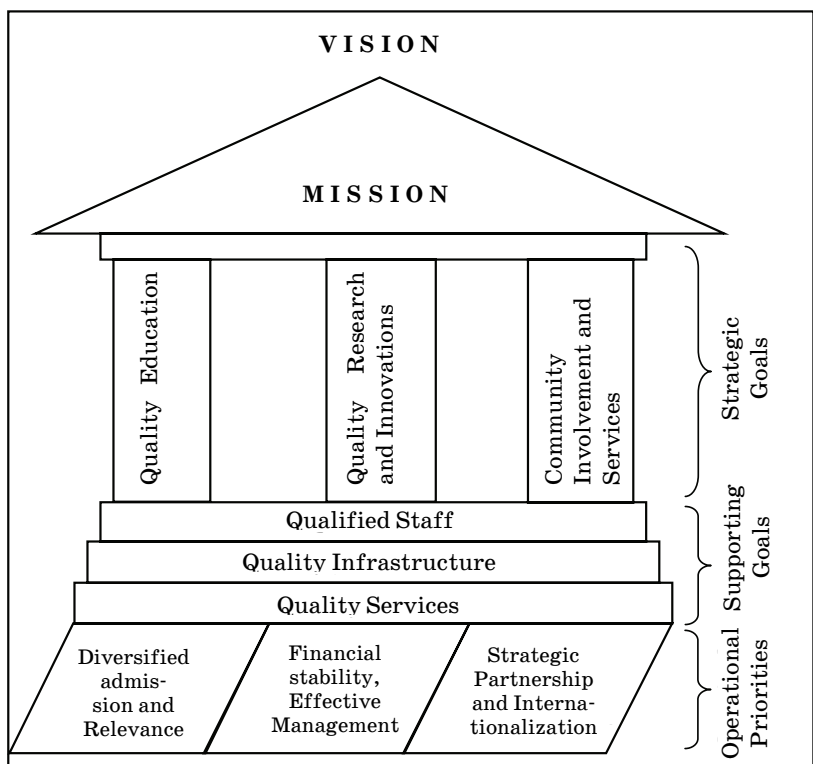 VISION
MISSION
Quality Education
Quality Research
and Innovations
Community
Involvement and
Services
Strategic
Goals
Qualified Staff
Quality Infrastructure
Quality Services
Supporting
Goals
Diversified
admis-
sion and
Relevance
Financial
stability,
Effective
Management
Strategic
Partnership
and Interna-
tionalization
Operational
Priorities